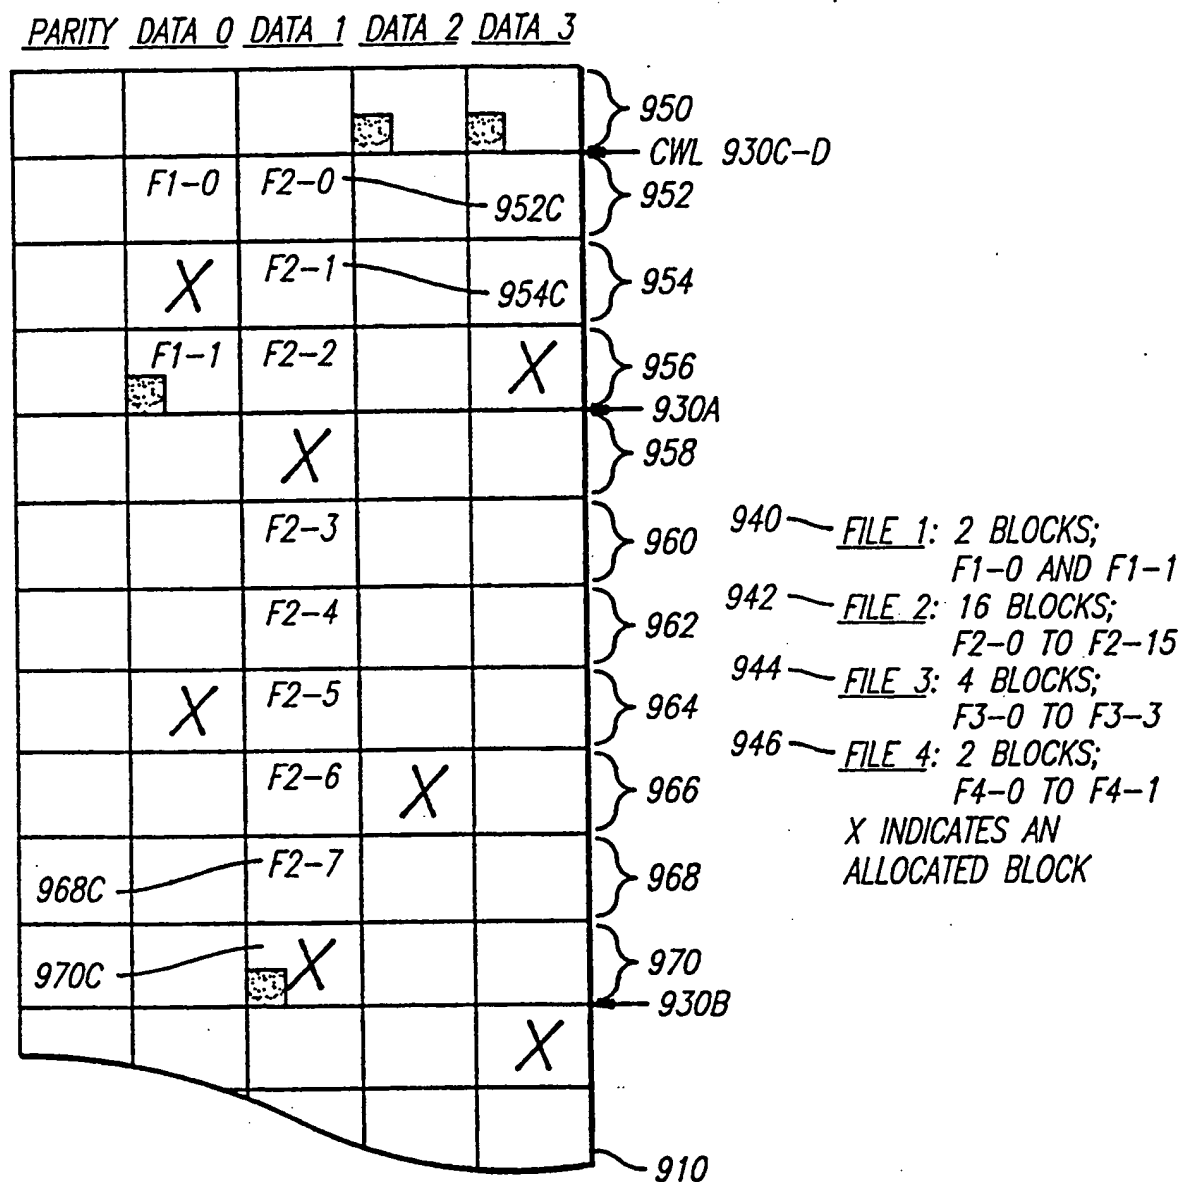 PARITY DATA 0 DATA 1 DATA 2 DATA 3
950
CWL 930C-D
F1-0 F2-0 952C 952
X F2-1 954C 954
F1-1 F2-2 X 956
930A
X 958
F2-3 960
F2-4 962
X F2-5 964
F2-6 X 966
968C F2-7 968
970C X 970
930B
X
910
940 FILE 1: 2 BLOCKS;
F1-0 AND F1-1
942 FILE 2: 16 BLOCKS;
F2-0 TO F2-15
944 FILE 3: 4 BLOCKS;
F3-0 TO F3-3
946 FILE 4: 2 BLOCKS;
F4-0 TO F4-1
X INDICATES AN
ALLOCATED BLOCK